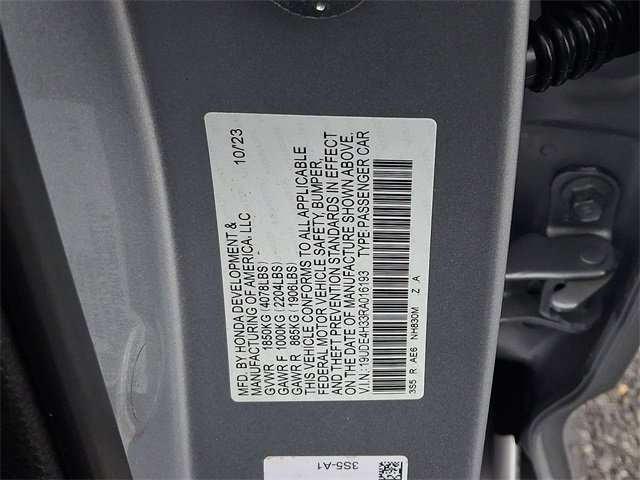 MFD. BY HONDA DEVELOPMENT & 10/23
MANUFACTURING OF AMERICA, LLC
GVWR 1850KG (4078LBS)
GAWR F 1000KG (2204LBS)
GAWR R 865KG (1906LBS)
THIS VEHICLE CONFORMS TO ALL APPLICABLE
FEDERAL MOTOR VEHICLE SAFETY, BUMPER,
AND THEFT PREVENTION STANDARDS IN EFFECT
ON THE DATE OF MANUFACTURE SHOWN ABOVE.
V.I.N.: 19UDE4H33RA016193 TYPE: PASSENGER CAR
3S5 R AE6 NH830M Z A
3S5-A1